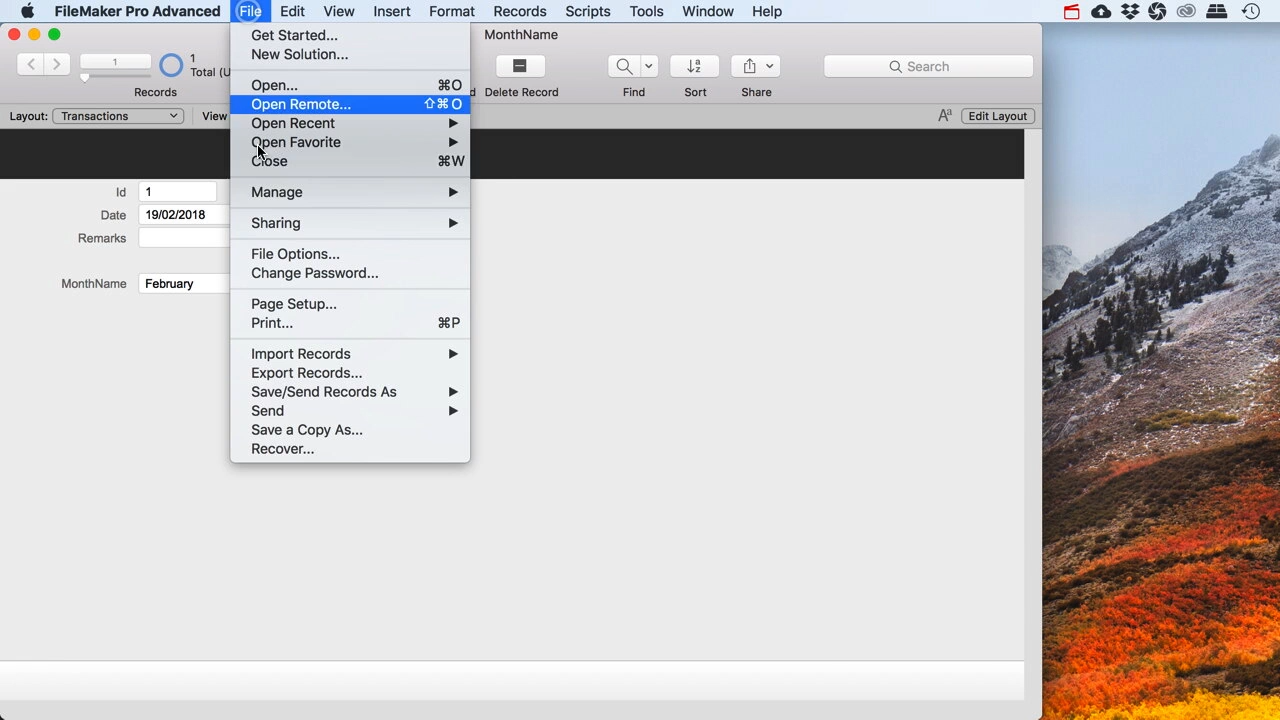 FileMaker Pro Advanced File Edit View Insert Format Records Scripts Tools Window Help
MonthName
1
1
Total (U
Records
Delete Record
Find
Sort
Share
Search
Layout: Transactions
View
Aª
Edit Layout
Get Started...
New Solution...
Open... ⌘O
Open Remote... ⇧⌘O
Open Recent
Open Favorite
Close ⌘W
Manage
Sharing
File Options...
Change Password...
Page Setup...
Print... ⌘P
Import Records
Export Records...
Save/Send Records As
Send
Save a Copy As...
Recover...
Id 1
Date 19/02/2018
Remarks
MonthName February